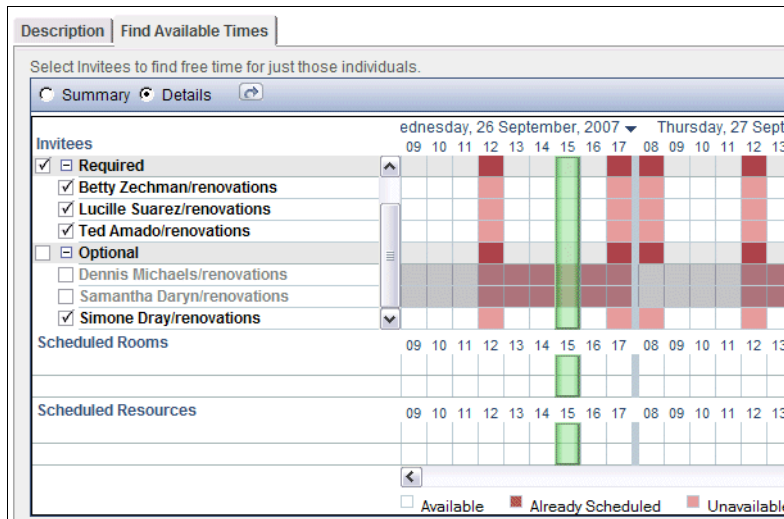 Description Find Available Times
Select Invitees to find free time for just those individuals.
Summary Details
ednesday, 26 September, 2007 Thursday, 27 Sept
Invitees
09 10 11 12 13 14 15 16 17 08 09 10 11 12 13
Required
Betty Zechman/renovations
Lucille Suarez/renovations
Ted Amado/renovations
Optional
Dennis Michaels/renovations
Samantha Daryn/renovations
Simone Dray/renovations
Scheduled Rooms
09 10 11 12 13 14 15 16 17 08 09 10 11 12 13
Scheduled Resources
09 10 11 12 13 14 15 16 17 08 09 10 11 12 13
Available Already Scheduled Unavailable